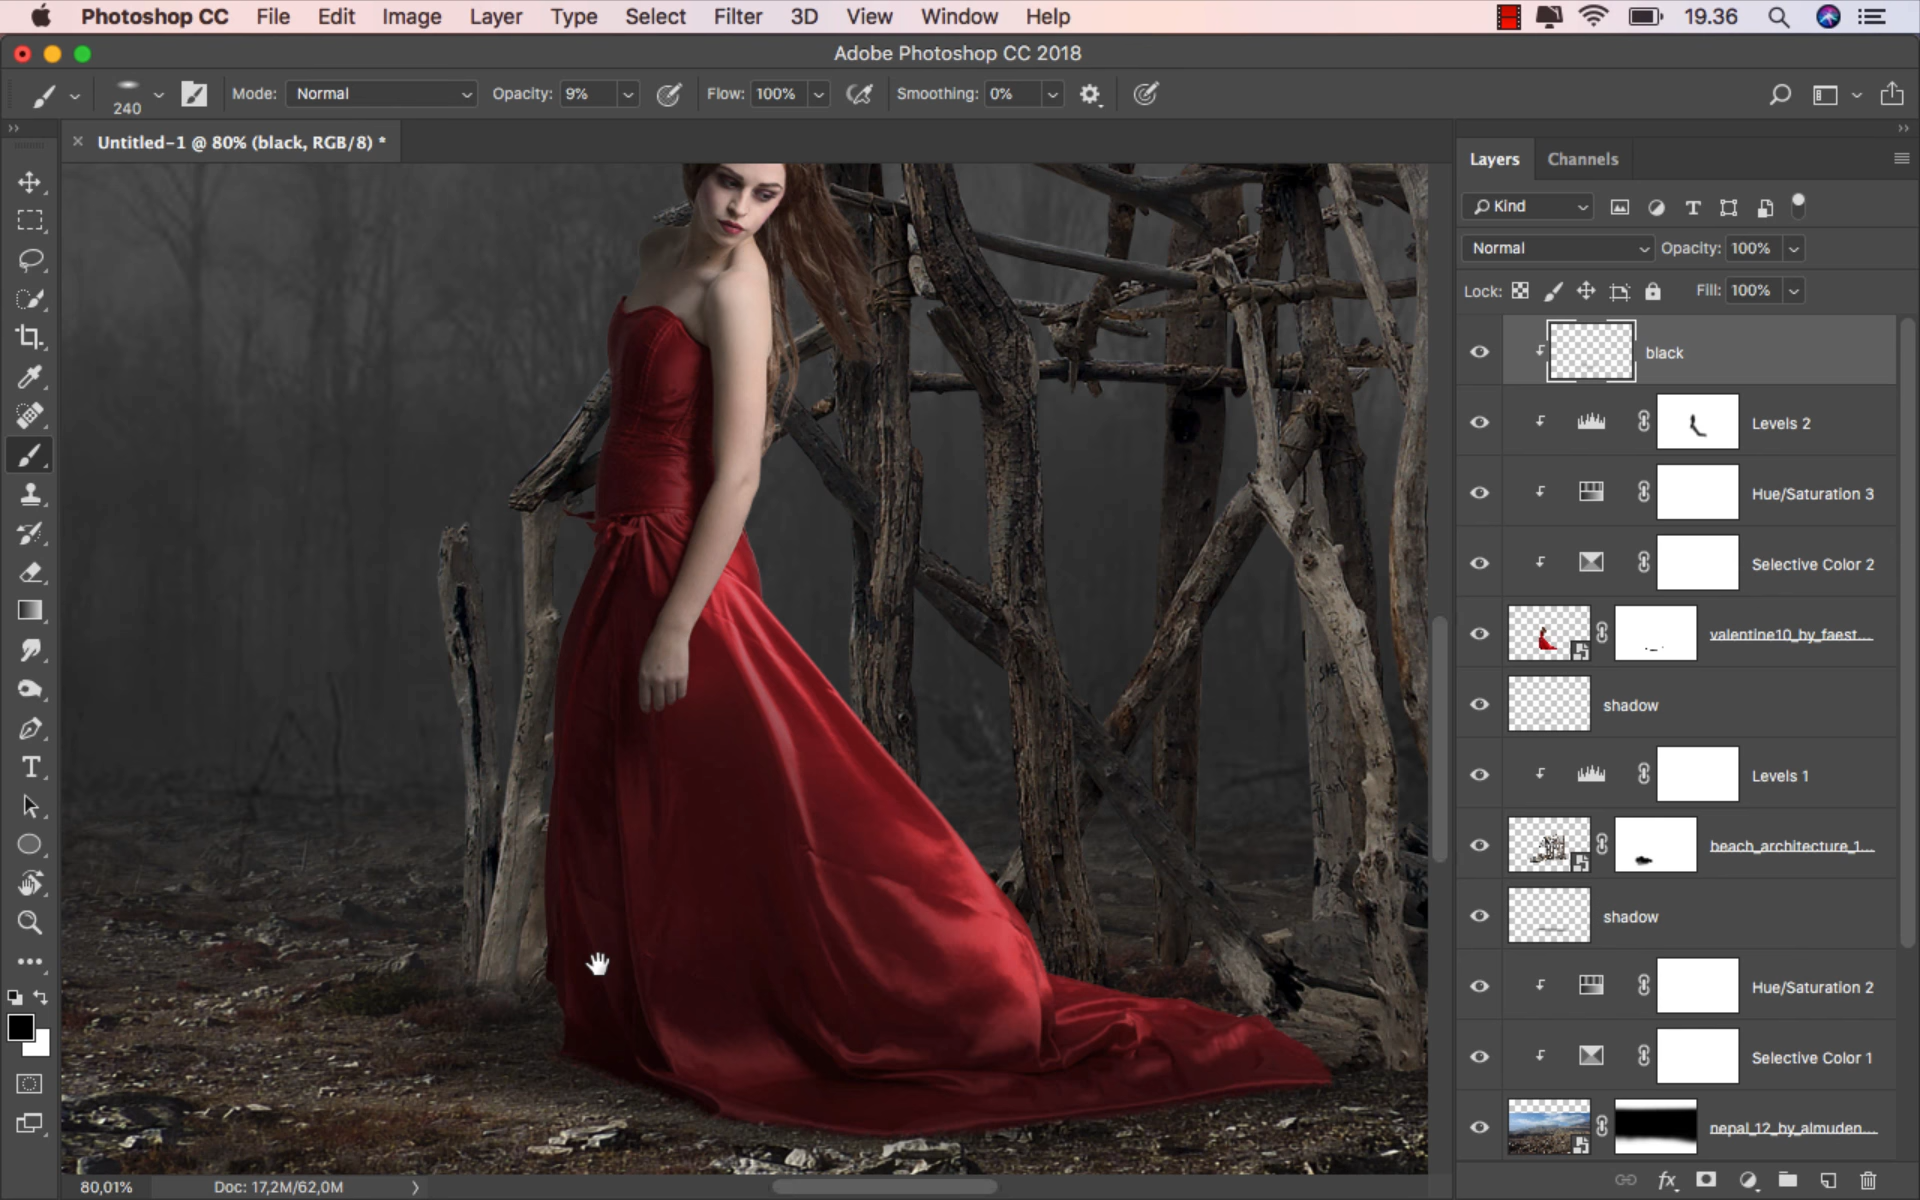 Photoshop CC File Edit Image Layer Type Select Filter 3D View Window Help 19.36
Adobe Photoshop CC 2018
240 Mode: Normal Opacity: 9% Flow: 100% Smoothing: 0%
Untitled-1 @ 80% (black, RGB/8) *
Layers Channels
Kind
Normal Opacity: 100%
Lock: Fill: 100%
black
Levels 2
Hue/Saturation 3
Selective Color 2
valentine10_by_faest...
shadow
Levels 1
beach_architecture_1...
shadow
Hue/Saturation 2
Selective Color 1
nepal_12_by_almuden...
80,01% Doc: 17,2M/62,0M